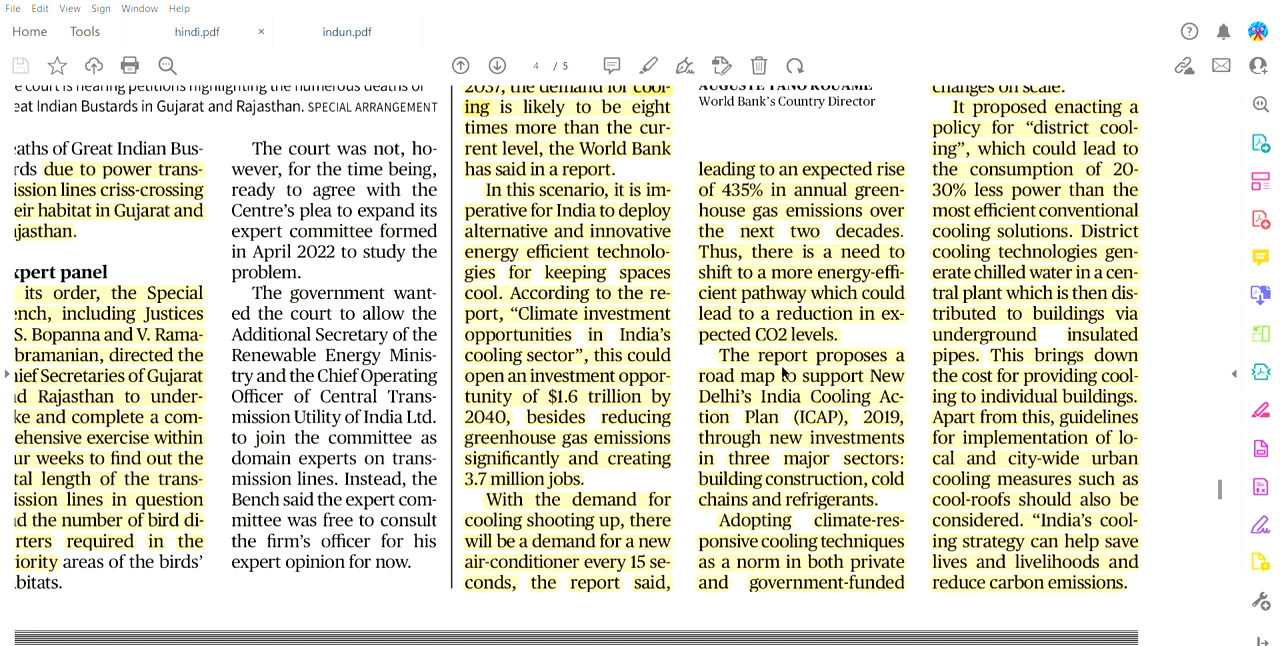 File Edit View Sign Window Help
Home Tools hindi.pdf × indun.pdf
4 / 5
e court is hearing petitions highlighting the numerous deaths of
eat Indian Bustards in Gujarat and Rajasthan. SPECIAL ARRANGEMENT
eaths of Great Indian Bus-
rds due to power trans-
ission lines criss-crossing
eir habitat in Gujarat and
ajasthan.
xpert panel
its order, the Special
ench, including Justices
S. Bopanna and V. Rama-
bramanian, directed the
hief Secretaries of Gujarat
nd Rajasthan to under-
ke and complete a com-
ehensive exercise within
ur weeks to find out the
tal length of the trans-
ission lines in question
nd the number of bird di-
rters required in the
iority areas of the birds’
bitats.
The court was not, ho-
wever, for the time being,
ready to agree with the
Centre’s plea to expand its
expert committee formed
in April 2022 to study the
problem.
The government want-
ed the court to allow the
Additional Secretary of the
Renewable Energy Minis-
try and the Chief Operating
Officer of Central Trans-
mission Utility of India Ltd.
to join the committee as
domain experts on trans-
mission lines. Instead, the
Bench said the expert com-
mittee was free to consult
the firm’s officer for his
expert opinion for now.
2037, the demand for cool-
ing is likely to be eight
times more than the cur-
rent level, the World Bank
has said in a report.
In this scenario, it is im-
perative for India to deploy
alternative and innovative
energy efficient technolo-
gies for keeping spaces
cool. According to the re-
port, “Climate investment
opportunities in India’s
cooling sector”, this could
open an investment oppor-
tunity of $1.6 trillion by
2040, besides reducing
greenhouse gas emissions
significantly and creating
3.7 million jobs.
With the demand for
cooling shooting up, there
will be a demand for a new
air-conditioner every 15 se-
conds, the report said,
AUGUSTE TANO KOUAME
World Bank’s Country Director
leading to an expected rise
of 435% in annual green-
house gas emissions over
the next two decades.
Thus, there is a need to
shift to a more energy-effi-
cient pathway which could
lead to a reduction in ex-
pected CO2 levels.
The report proposes a
road map to support New
Delhi’s India Cooling Ac-
tion Plan (ICAP), 2019,
through new investments
in three major sectors:
building construction, cold
chains and refrigerants.
Adopting climate-res-
ponsive cooling techniques
as a norm in both private
and government-funded
changes on scale.
It proposed enacting a
policy for “district cool-
ing”, which could lead to
the consumption of 20-
30% less power than the
most efficient conventional
cooling solutions. District
cooling technologies gen-
erate chilled water in a cen-
tral plant which is then dis-
tributed to buildings via
underground insulated
pipes. This brings down
the cost for providing cool-
ing to individual buildings.
Apart from this, guidelines
for implementation of lo-
cal and city-wide urban
cooling measures such as
cool-roofs should also be
considered. “India’s cool-
ing strategy can help save
lives and livelihoods and
reduce carbon emissions.